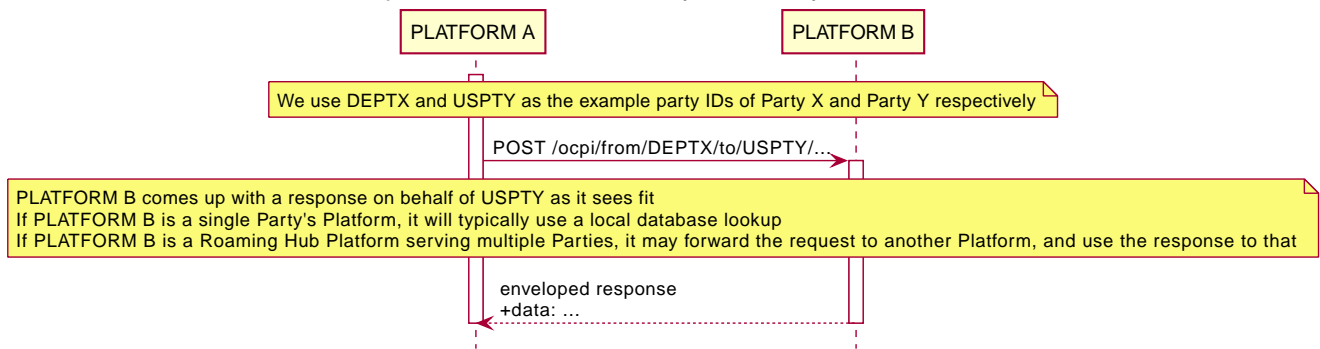 PLATFORM A
PLATFORM B
We use DEPTX and USPTY as the example party IDs of Party X and Party Y respectively
POST /ocpi/from/DEPTX/to/USPTY/...
PLATFORM B comes up with a response on behalf of USPTY as it sees fit
If PLATFORM B is a single Party's Platform, it will typically use a local database lookup
If PLATFORM B is a Roaming Hub Platform serving multiple Parties, it may forward the request to another Platform, and use the response to that
enveloped response
+data: ...